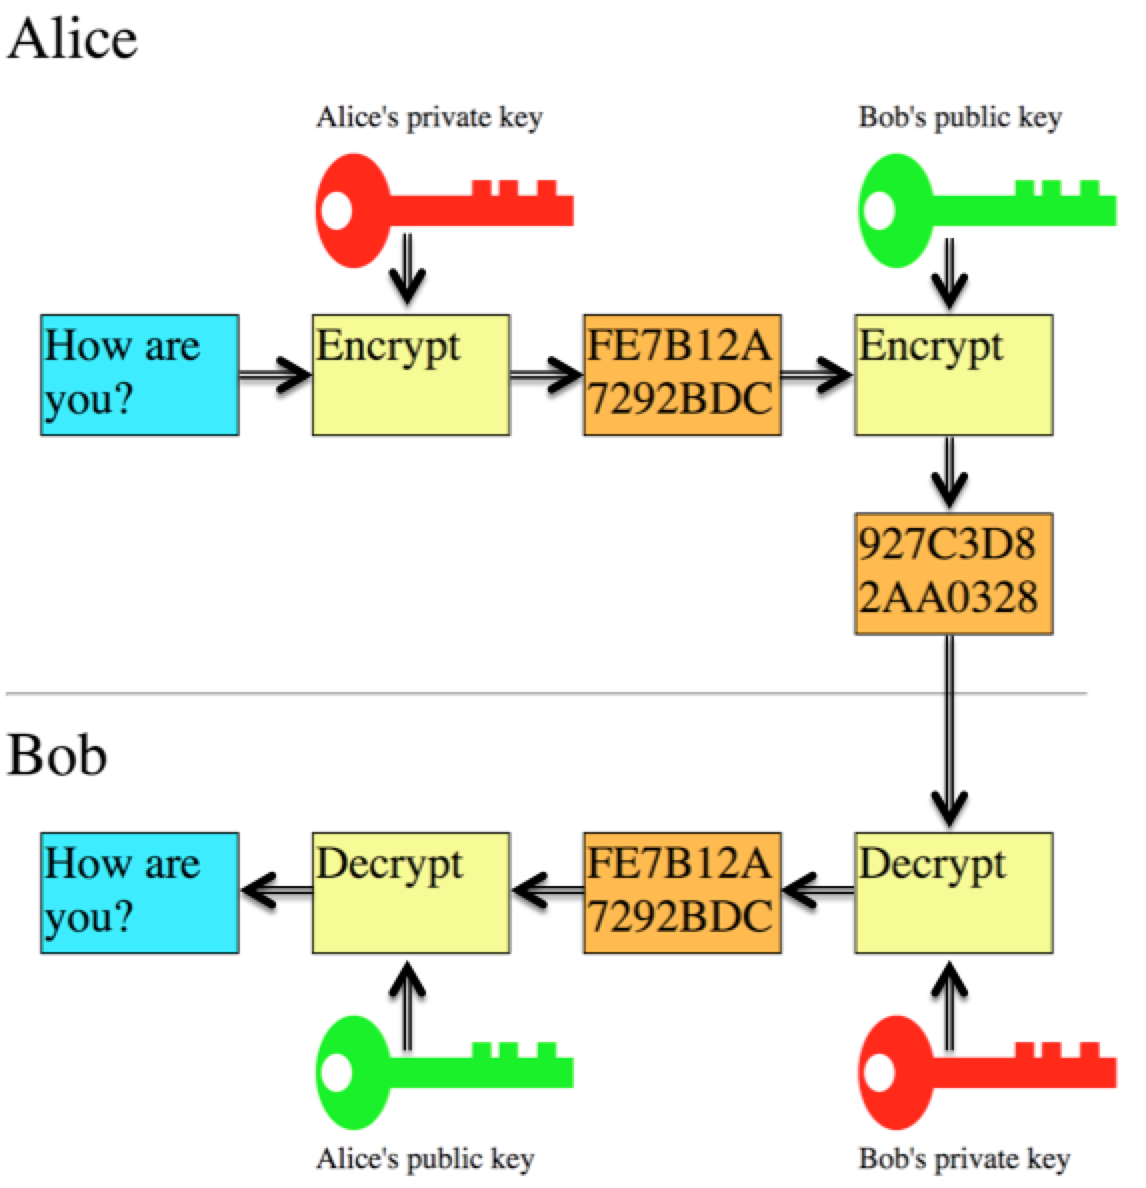 Alice
Alice's private key
Bob's public key
How are
you?
Encrypt
FE7B12A
7292BDC
Encrypt
927C3D8
2AA0328
Bob
How are
you?
Decrypt
FE7B12A
7292BDC
Decrypt
Alice's public key
Bob's private key